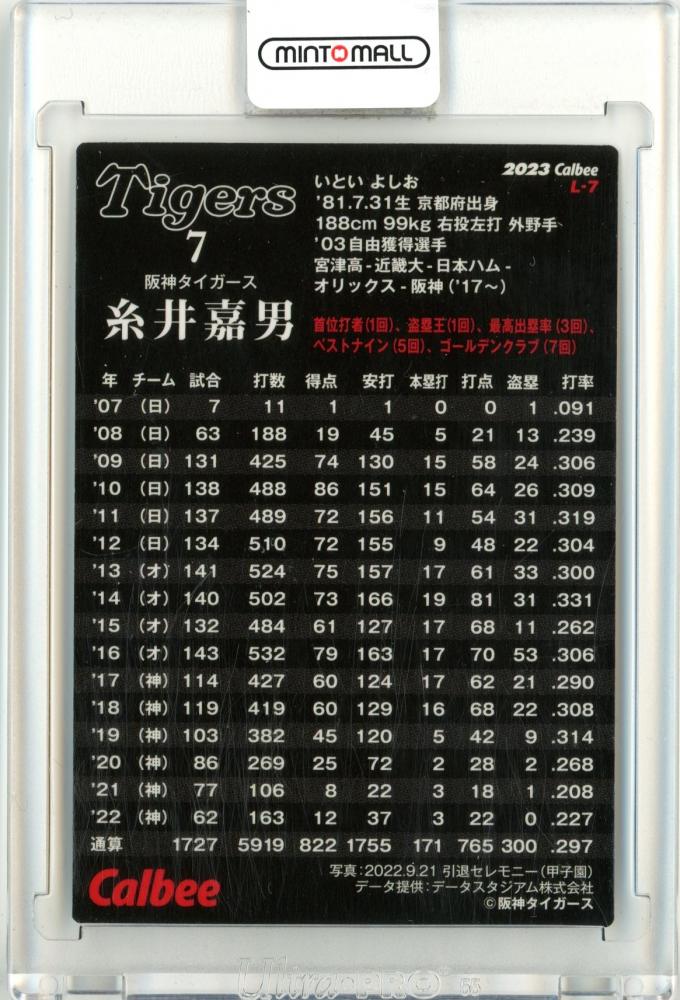 MINTOMALL
2023 Calbee
L-7
Tigers
7
阪神タイガース
糸井嘉男
いとい よしお
'81.7.31生 京都府出身
188cm 99kg 右投左打 外野手
'03自由獲得選手
宮津高-近畿大-日本ハム-
オリックス-阪神('17～)
首位打者(1回)、盗塁王(1回)、最高出塁率(3回)、
ベストナイン(5回)、ゴールデングラブ(7回)
年 チーム 試合 打数 得点 安打 本塁打 打点 盗塁 打率
'07 (日) 7 11 1 1 0 0 1 .091
'08 (日) 63 188 19 45 5 21 13 .239
'09 (日) 131 425 74 130 15 58 24 .306
'10 (日) 138 488 86 151 15 64 26 .309
'11 (日) 137 489 72 156 11 54 31 .319
'12 (日) 134 510 72 155 9 48 22 .304
'13 (オ) 141 524 75 157 17 61 33 .300
'14 (オ) 140 502 73 166 19 81 31 .331
'15 (オ) 132 484 61 127 17 68 11 .262
'16 (オ) 143 532 79 163 17 70 53 .306
'17 (神) 114 427 60 124 17 62 21 .290
'18 (神) 119 419 60 129 16 68 22 .308
'19 (神) 103 382 45 120 5 42 9 .314
'20 (神) 86 269 25 72 2 28 2 .268
'21 (神) 77 106 8 22 3 18 1 .208
'22 (神) 62 163 12 37 3 22 0 .227
通算 1727 5919 822 1755 171 765 300 .297
Calbee
写真:2022.9.21 引退セレモニー(甲子園)
データ提供:データスタジアム株式会社
©阪神タイガース
Ultra-PRO 55